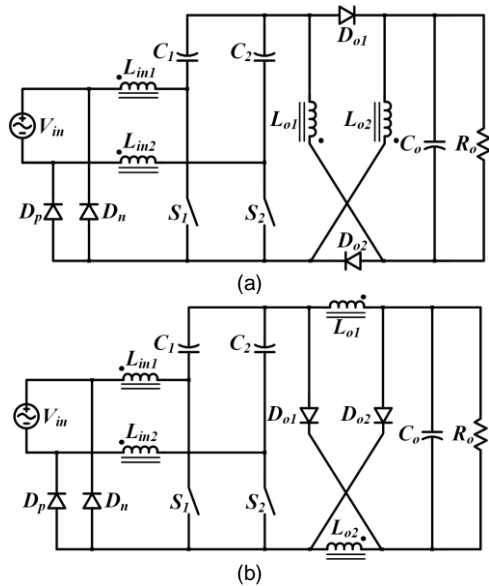 C1 C2 Do1
Lin1
Vin Lo1 Lo2 Co Ro
Lin2
Dp Dn S1 S2
Do2
(a)
C1 C2 Lo1
Lin1
Vin Do1 Do2 Co Ro
Lin2
Dp Dn S1 S2
Lo2
(b)